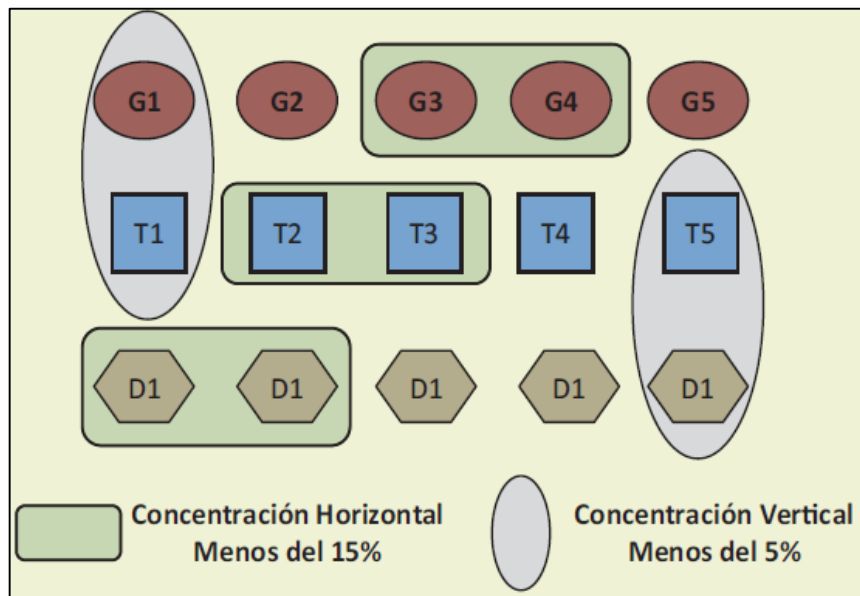 G1 G2 G3 G4 G5
T1 T2 T3 T4 T5
D1 D1 D1 D1 D1
Concentración Horizontal
Menos del 15%
Concentración Vertical
Menos del 5%